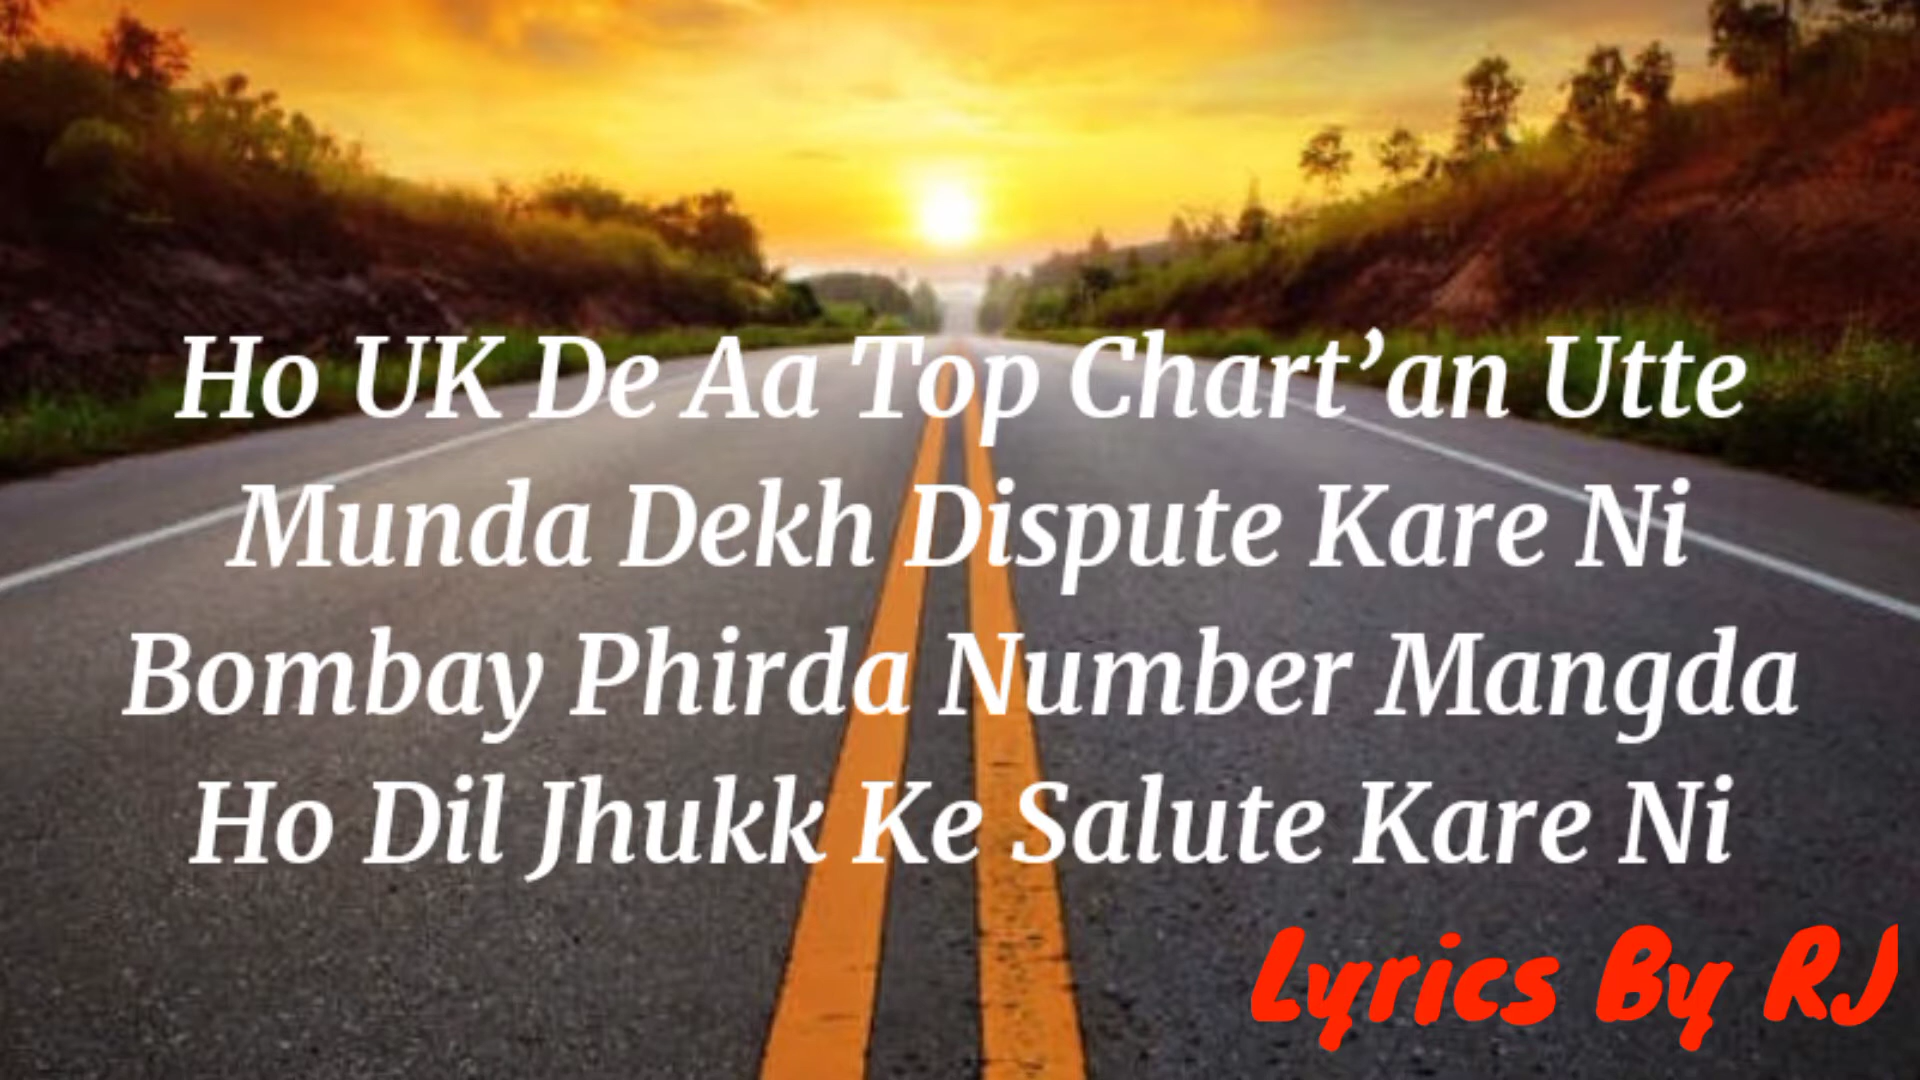 Ho UK De Aa Top Chart’an Utte
Munda Dekh Dispute Kare Ni
Bombay Phirda Number Mangda
Ho Dil Jhukk Ke Salute Kare Ni
Lyrics By RJ